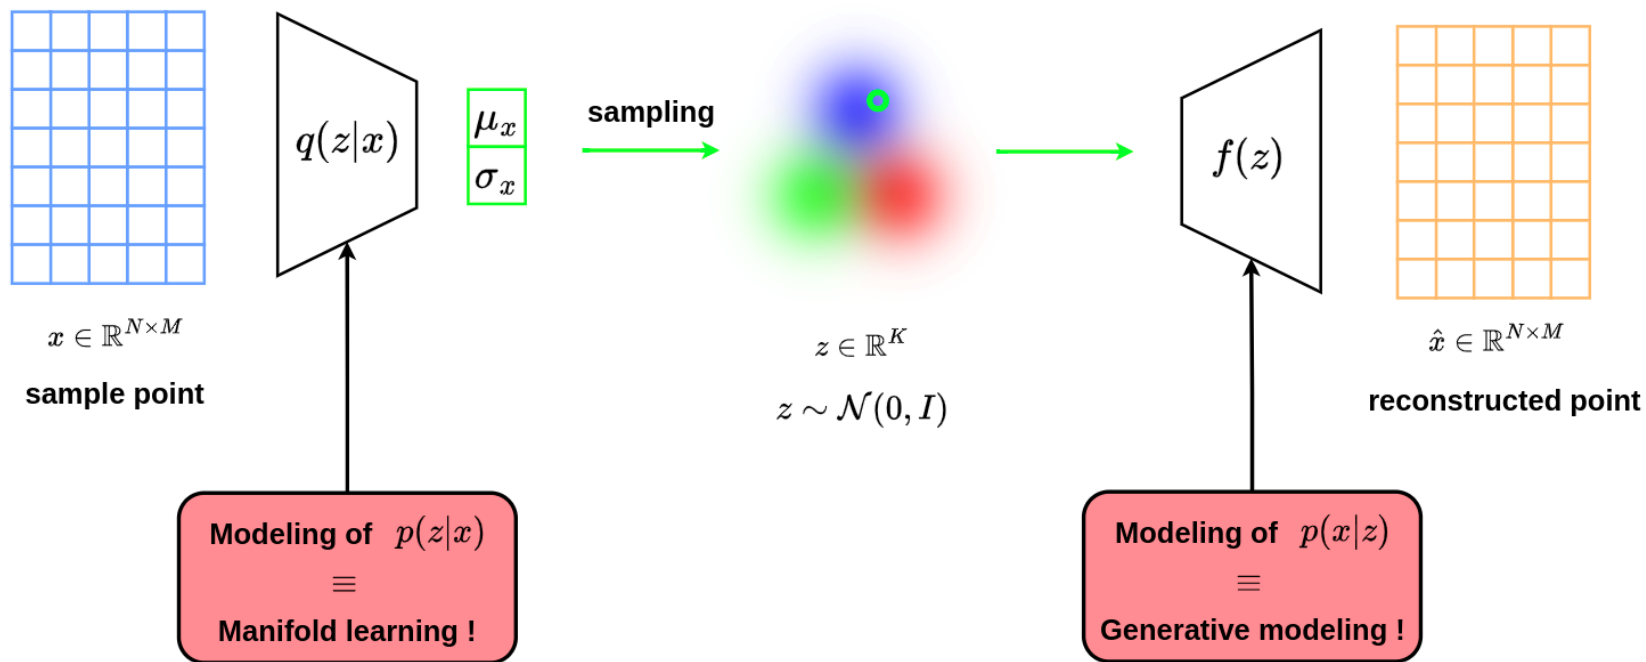 q(z|x)
μₓ
σₓ
sampling
f(z)
x ∈ ℝ^{N×M}
sample point
z ∈ ℝ^K
z ∼ 𝒩(0, I)
x̂ ∈ ℝ^{N×M}
reconstructed point
Modeling of p(z|x)
≡
Manifold learning !
Modeling of p(x|z)
≡
Generative modeling !